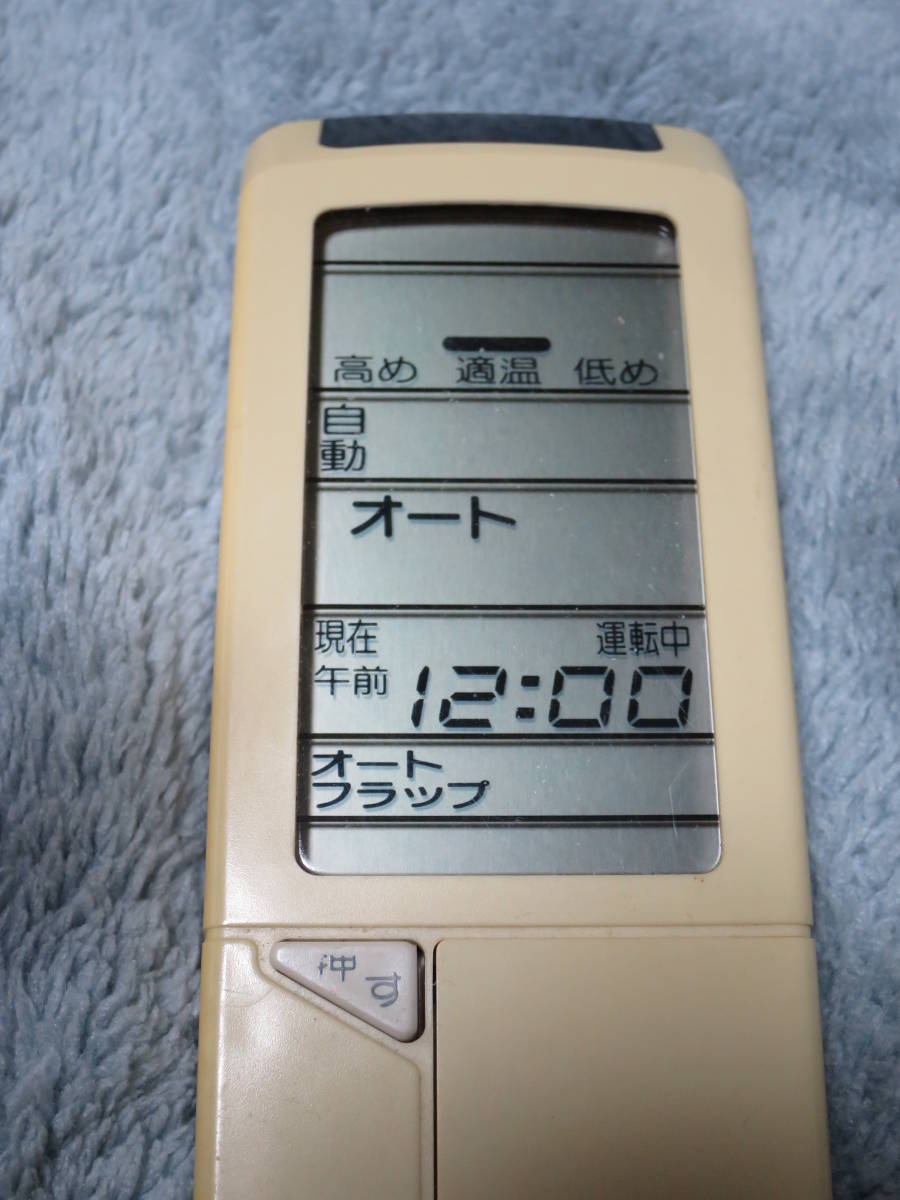 高め 適温 低め
自動
オート
現在 運転中
午前 12:00
オート
フラップ
押す